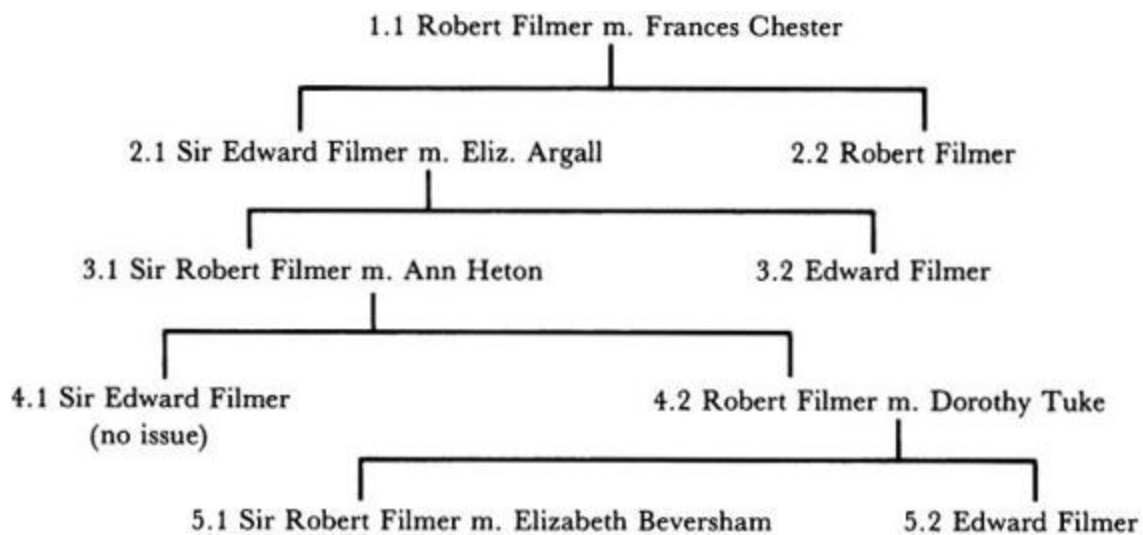 1.1 Robert Filmer m. Frances Chester
2.1 Sir Edward Filmer m. Eliz. Argall 2.2 Robert Filmer
3.1 Sir Robert Filmer m. Ann Heton 3.2 Edward Filmer
4.1 Sir Edward Filmer 4.2 Robert Filmer m. Dorothy Tuke
(no issue)
5.1 Sir Robert Filmer m. Elizabeth Beversham 5.2 Edward Filmer